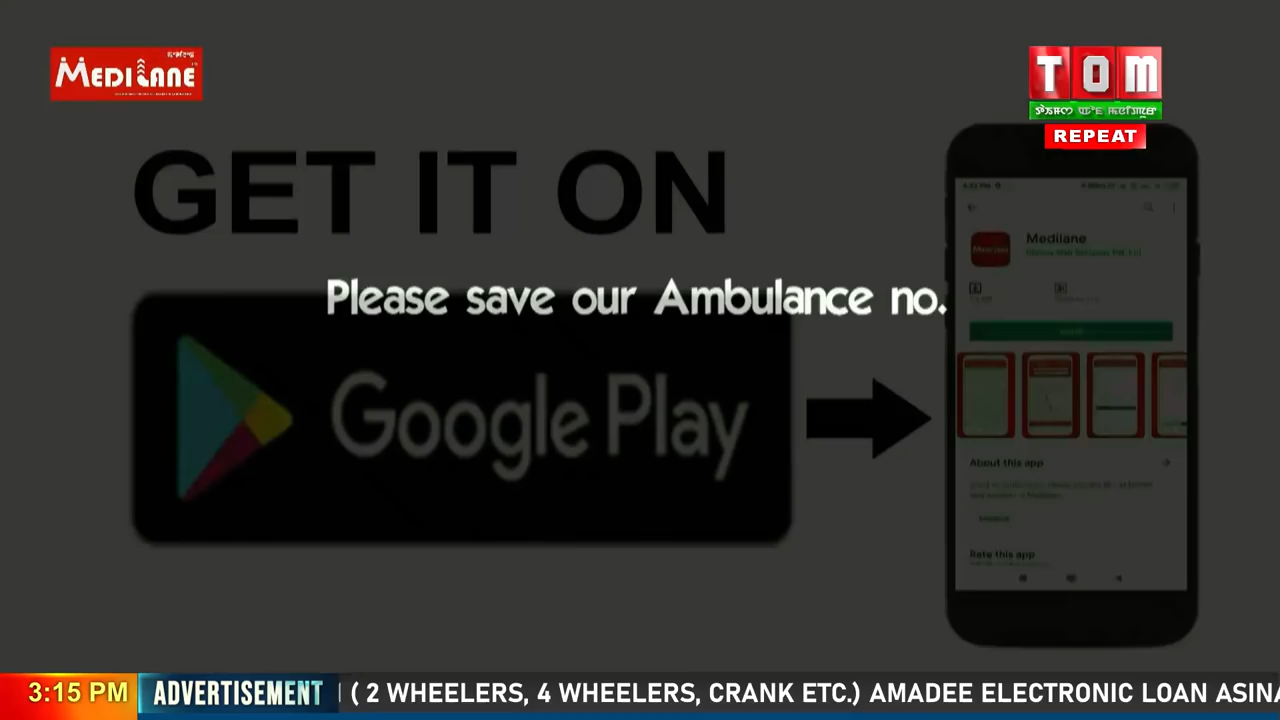 MEDILANE
TOM
REPEAT
GET IT ON
Medilane
Please save our Ambulance no.
Google Play
About this app
Rate this app
3:15 PM
ADVERTISEMENT
( 2 WHEELERS, 4 WHEELERS, CRANK ETC.) AMADEE ELECTRONIC LOAN ASINA